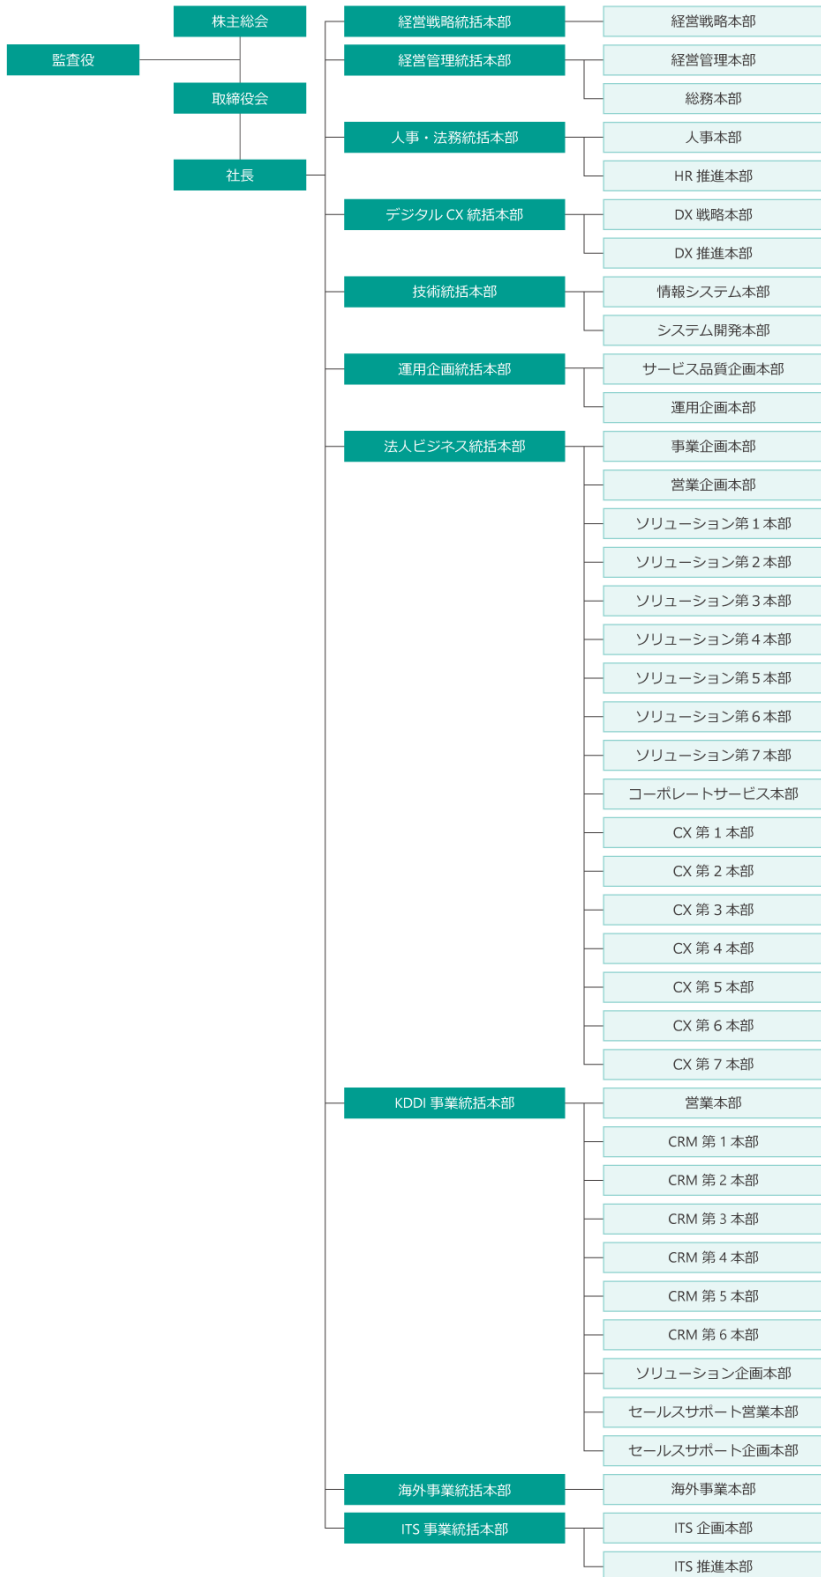 株主総会
監査役
取締役会
社長
経営戦略統括本部
経営戦略本部
経営管理統括本部
経営管理本部
総務本部
人事・法務統括本部
人事本部
HR 推進本部
デジタル CX 統括本部
DX 戦略本部
DX 推進本部
技術統括本部
情報システム本部
システム開発本部
運用企画統括本部
サービス品質企画本部
運用企画本部
法人ビジネス統括本部
事業企画本部
営業企画本部
ソリューション第1本部
ソリューション第2本部
ソリューション第3本部
ソリューション第4本部
ソリューション第5本部
ソリューション第6本部
ソリューション第7本部
コーポレートサービス本部
CX 第 1 本部
CX 第 2 本部
CX 第 3 本部
CX 第 4 本部
CX 第 5 本部
CX 第 6 本部
CX 第 7 本部
KDDI 事業統括本部
営業本部
CRM 第 1 本部
CRM 第 2 本部
CRM 第 3 本部
CRM 第 4 本部
CRM 第 5 本部
CRM 第 6 本部
ソリューション企画本部
セールスサポート営業本部
セールスサポート企画本部
海外事業統括本部
海外事業本部
ITS 事業統括本部
ITS 企画本部
ITS 推進本部